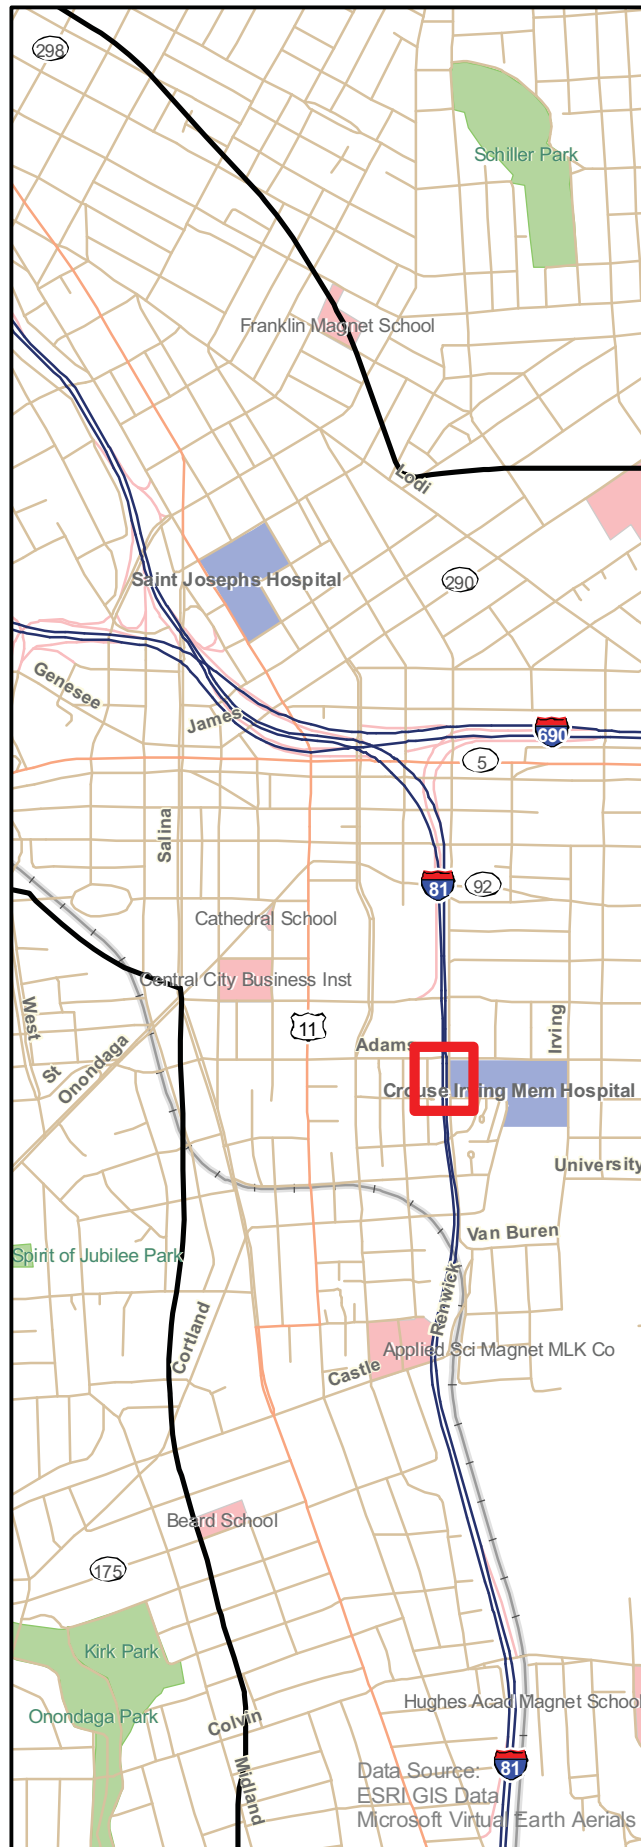 298
Schiller Park
Franklin Magnet School
Lodi
Saint Josephs Hospital
290
Genesee
James
690
5
Salina
81
92
Cathedral School
Central City Business Inst
West
St
Onondaga
11
Adams
Irving
Crouse Irving Mem Hospital
University
Van Buren
Spirit of Jubilee Park
Renwick
Cortland
Applied Sci Magnet MLK Co
Castle
Beard School
175
Kirk Park
Onondaga Park
Colvin
Hughes Acad Magnet School
Midland
81
Data Source:
ESRI GIS Data
Microsoft Virtual Earth Aerials